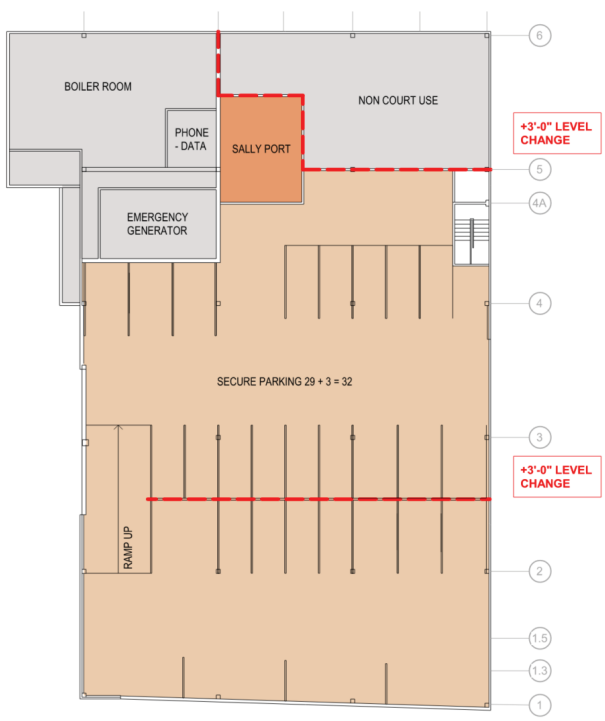 6
BOILER ROOM
NON COURT USE
+3'-0" LEVEL
CHANGE
PHONE
- DATA
SALLY PORT
5
4A
EMERGENCY
GENERATOR
4
SECURE PARKING 29 + 3 = 32
3
+3'-0" LEVEL
CHANGE
RAMP UP
2
1.5
1.3
1